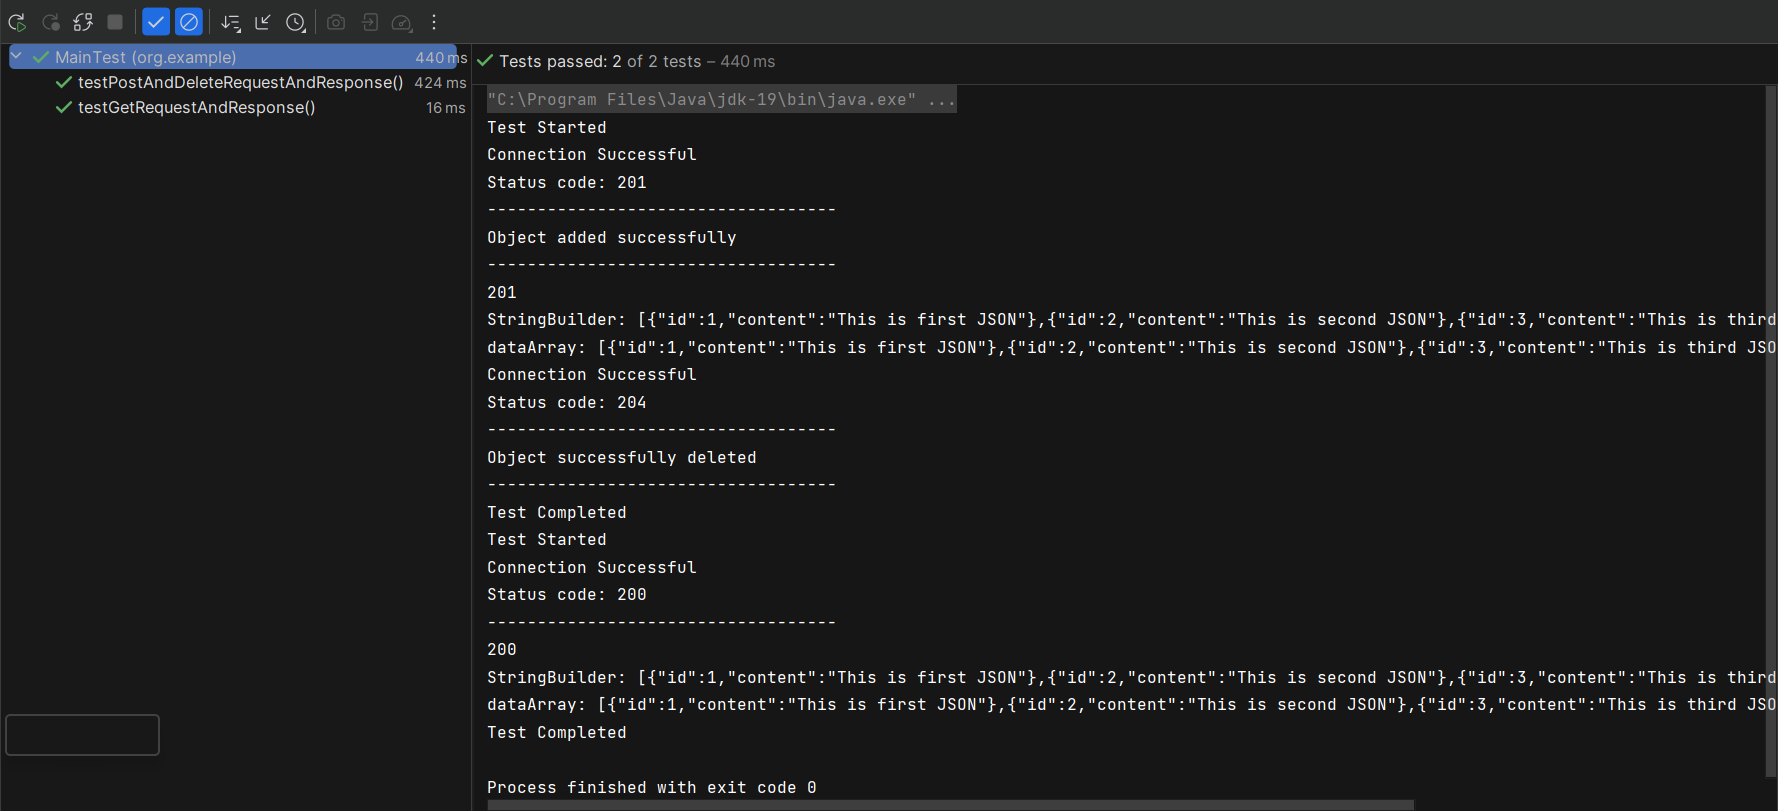 MainTest (org.example) 440 ms
testPostAndDeleteRequestAndResponse() 424 ms
testGetRequestAndResponse() 16 ms
Tests passed: 2 of 2 tests – 440 ms
"C:\Program Files\Java\jdk-19\bin\java.exe" ...
Test Started
Connection Successful
Status code: 201
-----------------------------------
Object added successfully
-----------------------------------
201
StringBuilder: [{"id":1,"content":"This is first JSON"},{"id":2,"content":"This is second JSON"},{"id":3,"content":"This is third
dataArray: [{"id":1,"content":"This is first JSON"},{"id":2,"content":"This is second JSON"},{"id":3,"content":"This is third JSO
Connection Successful
Status code: 204
-----------------------------------
Object successfully deleted
-----------------------------------
Test Completed
Test Started
Connection Successful
Status code: 200
-----------------------------------
200
StringBuilder: [{"id":1,"content":"This is first JSON"},{"id":2,"content":"This is second JSON"},{"id":3,"content":"This is third
dataArray: [{"id":1,"content":"This is first JSON"},{"id":2,"content":"This is second JSON"},{"id":3,"content":"This is third JSO
Test Completed
Process finished with exit code 0